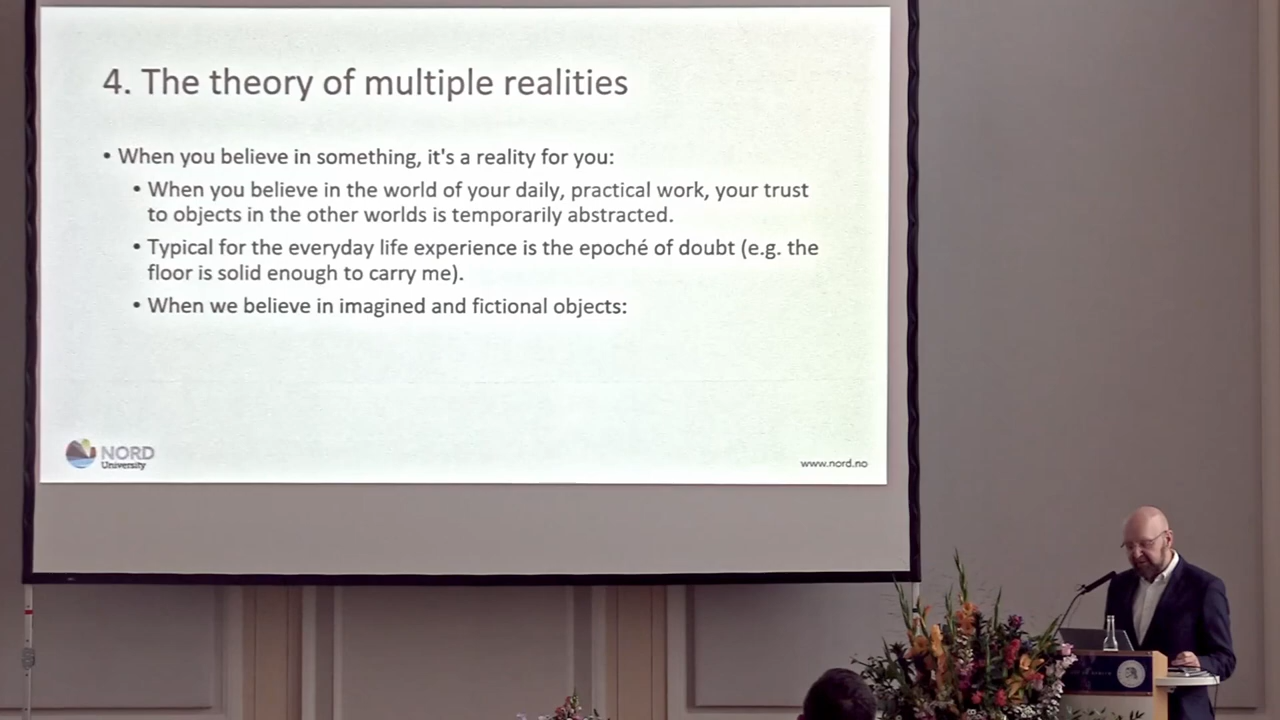 4. The theory of multiple realities
• When you believe in something, it's a reality for you:
• When you believe in the world of your daily, practical work, your trust
to objects in the other worlds is temporarily abstracted.
• Typical for the everyday life experience is the epoché of doubt (e.g. the
floor is solid enough to carry me).
• When we believe in imagined and fictional objects:
NORD
University
www.nord.no